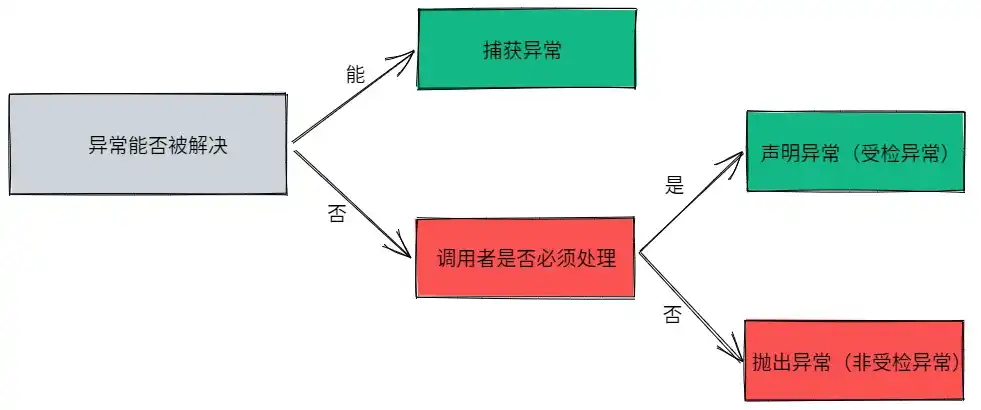 捕获异常
能
异常能否被解决
否
声明异常（受检异常）
是
调用者是否必须处理
否
抛出异常（非受检异常）